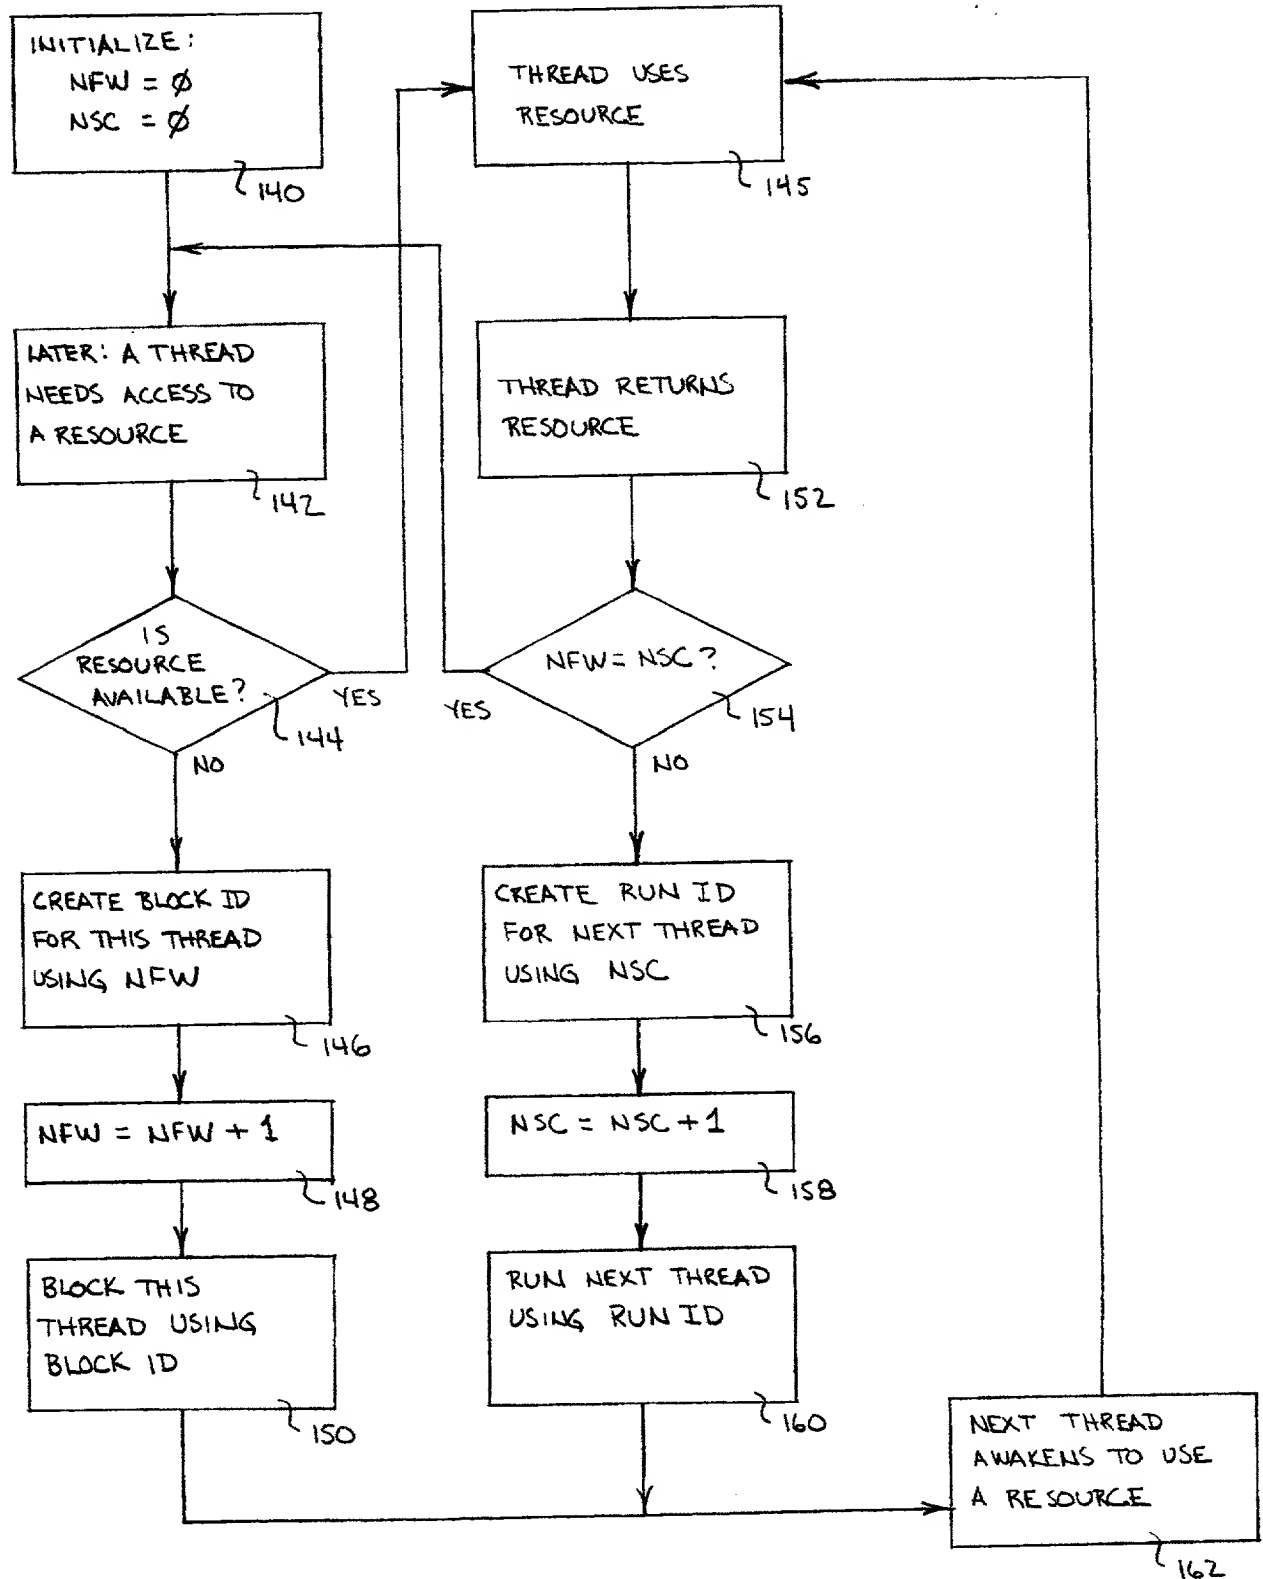 INITIALIZE:
NFW = Ø
NSC = Ø
140
LATER: A THREAD
NEEDS ACCESS TO
A RESOURCE
142
IS
RESOURCE
AVAILABLE?
144
YES
NO
CREATE BLOCK ID
FOR THIS THREAD
USING NFW
146
NFW = NFW + 1
148
BLOCK THIS
THREAD USING
BLOCK ID
150
THREAD USES
RESOURCE
145
THREAD RETURNS
RESOURCE
152
NFW = NSC?
154
YES
NO
CREATE RUN ID
FOR NEXT THREAD
USING NSC
156
NSC = NSC + 1
158
RUN NEXT THREAD
USING RUN ID
160
NEXT THREAD
AWAKENS TO USE
A RESOURCE
162